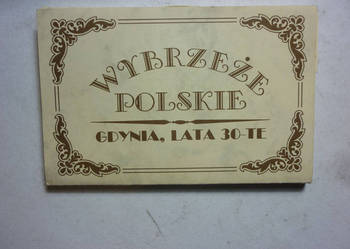 WYBRZEŻE
POLSKIE
GDYNIA, LATA 30-TE